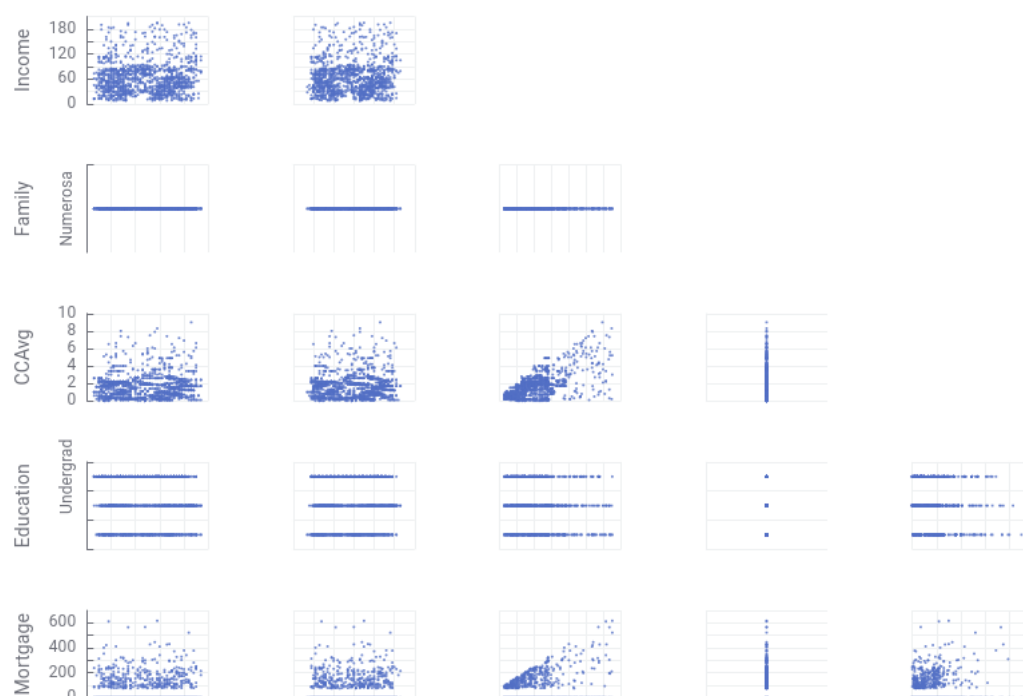 Income
180
120
60
0
Family
Numerosa
CCAvg
10
8
6
4
2
0
Education
Undergrad
Mortgage
600
400
200
0